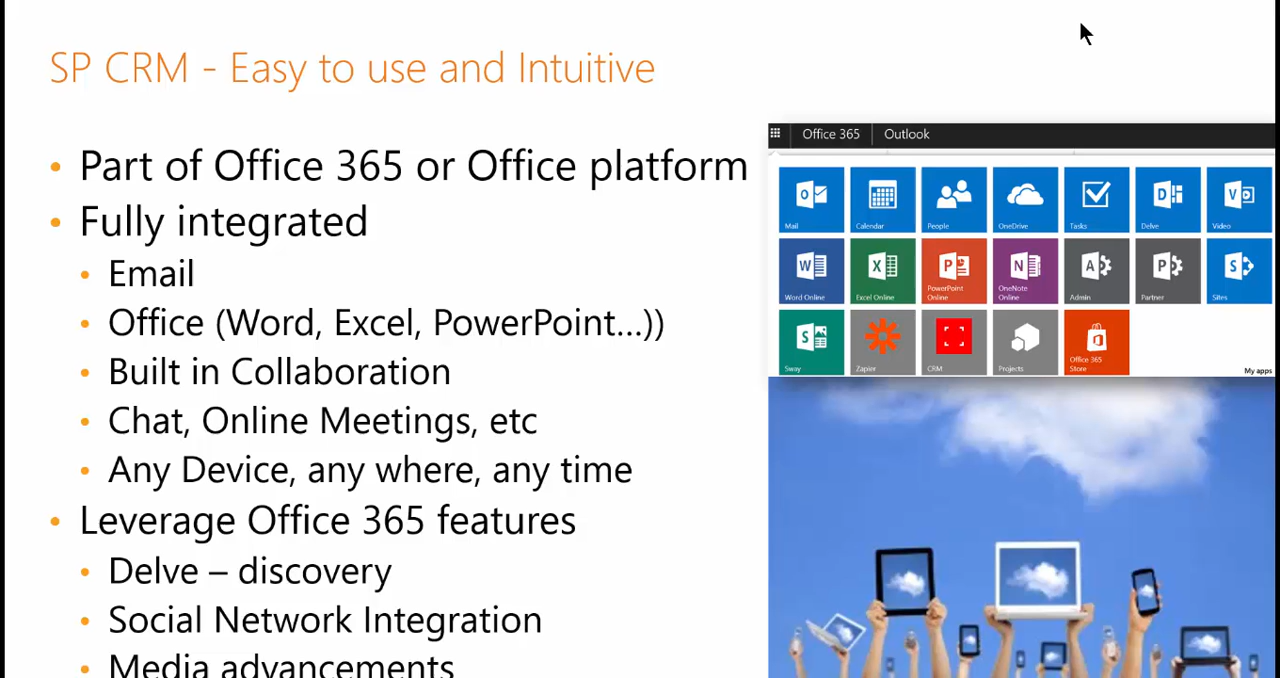 SP CRM - Easy to use and Intuitive
• Part of Office 365 or Office platform
• Fully integrated
• Email
• Office (Word, Excel, PowerPoint...))
• Built in Collaboration
• Chat, Online Meetings, etc
• Any Device, any where, any time
• Leverage Office 365 features
• Delve – discovery
• Social Network Integration
• Media advancements
Office 365 Outlook
Mail Calendar People OneDrive Tasks Delve Video
Word Online Excel Online PowerPoint Online OneNote Online Admin Partner Sites
Sway Zapier CRM Projects Office 365 Store My apps